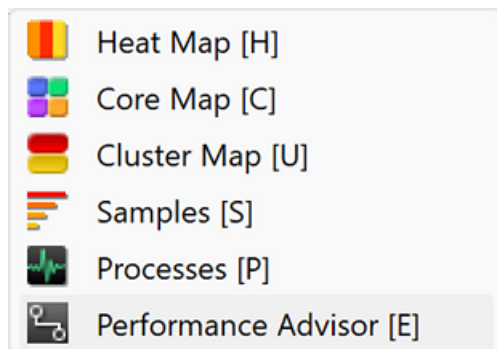 Heat Map [H]
Core Map [C]
Cluster Map [U]
Samples [S]
Processes [P]
Performance Advisor [E]